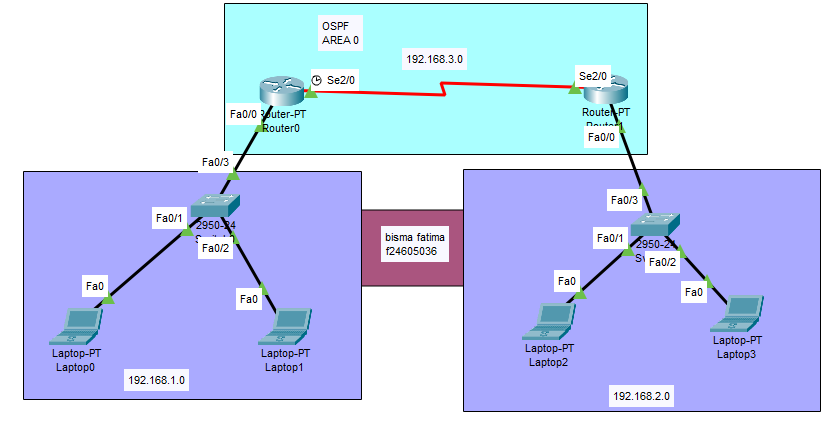 OSPF
AREA 0
192.168.3.0
Se2/0
Se2/0
Fa0/0
Router-PT
Router0
Router-PT
Fa0/0
Fa0/3
Fa0/3
Fa0/1
2950-24
Fa0/2
bisma fatima
f24605036
Fa0/1
2950-24
Fa0/2
Fa0
Fa0
Fa0
Fa0
Laptop-PT
Laptop0
Laptop-PT
Laptop1
Laptop-PT
Laptop2
Laptop-PT
Laptop3
192.168.1.0
192.168.2.0